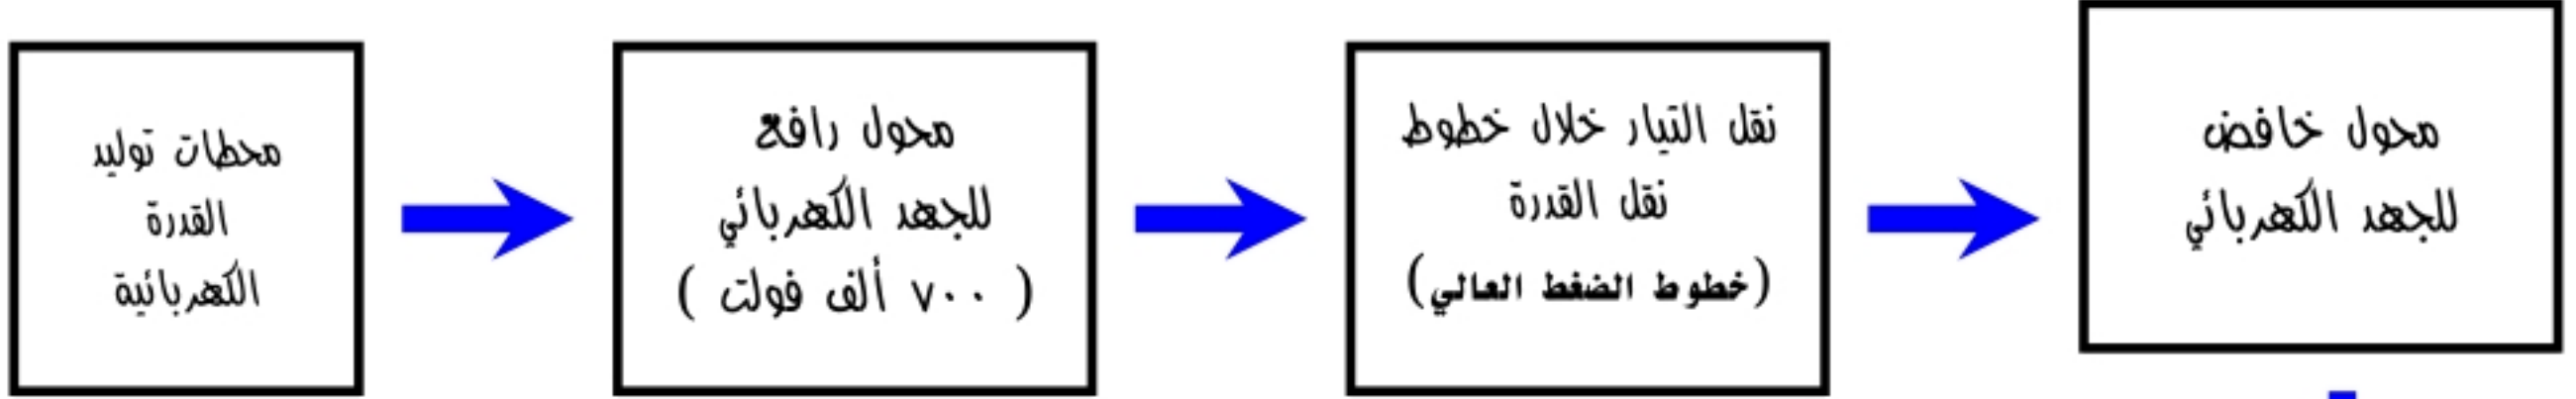 محطات توليد
القدرة
الكهربائية
محول رافع
للجهد الكهربائي
( ٧٠٠ ألف فولت )
نقل التيار خلال خطوط
نقل القدرة
(خطوط الضغط العالي)
محول خافض
للجهد الكهربائي